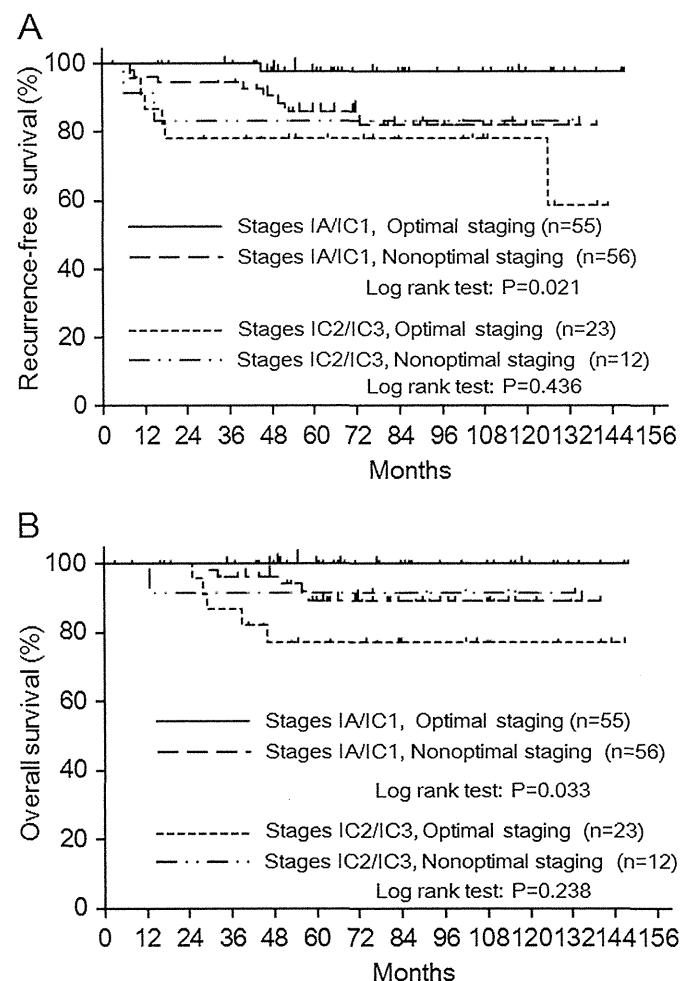 A
Recurrence-free survival (%)
100
80
60
40
20
0
Stages IA/IC1, Optimal staging (n=55)
Stages IA/IC1, Nonoptimal staging (n=56)
Log rank test: P=0.021
Stages IC2/IC3, Optimal staging (n=23)
Stages IC2/IC3, Nonoptimal staging (n=12)
Log rank test: P=0.436
0 12 24 36 48 60 72 84 96 108 120 132 144 156
Months
B
Overall survival (%)
100
80
60
40
20
0
Stages IA/IC1, Optimal staging (n=55)
Stages IA/IC1, Nonoptimal staging (n=56)
Log rank test: P=0.033
Stages IC2/IC3, Optimal staging (n=23)
Stages IC2/IC3, Nonoptimal staging (n=12)
Log rank test: P=0.238
0 12 24 36 48 60 72 84 96 108 120 132 144 156
Months